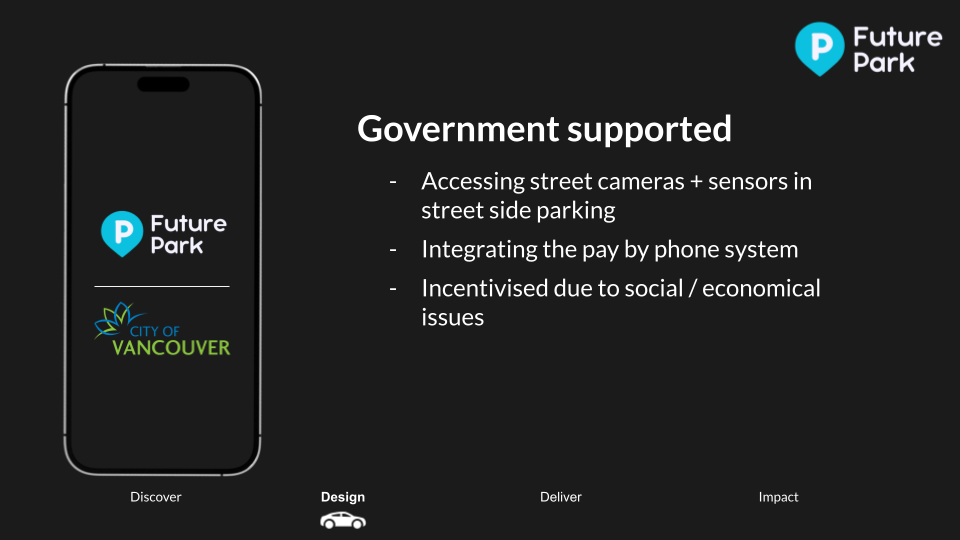 Future
Park
Government supported
- Accessing street cameras + sensors in
street side parking
- Integrating the pay by phone system
- Incentivised due to social / economical
issues
P
Future
Park
P
CITY OF
VANCOUVER
Discover
Design
Deliver
Impact